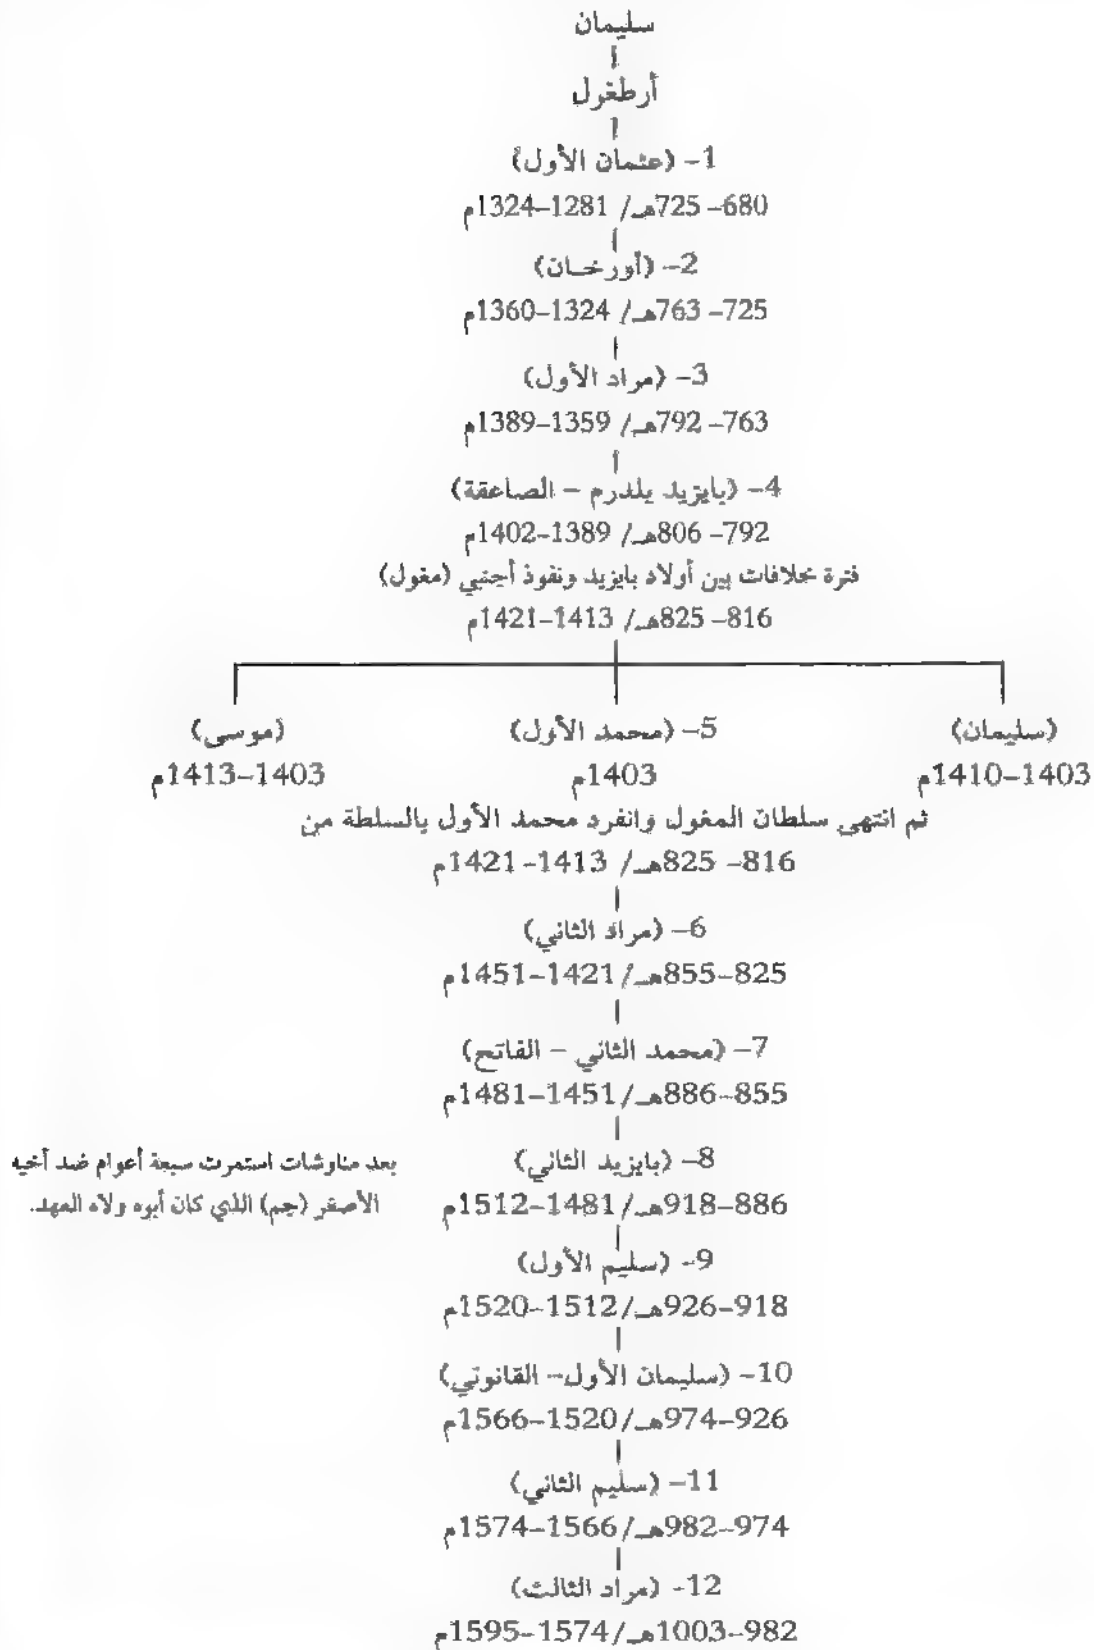 سليمان
أرطغرل
1- (عثمان الأول)
680- 725هـ/ 1281-1324م
2- (أورخان)
725- 763هـ/ 1324-1360م
3- (مراد الأول)
763- 792هـ/ 1359-1389م
4- (بايزيد يلدرم - الصاعقة)
792- 806هـ/ 1389-1402م
فترة خلافات بين أولاد بايزيد ونفوذ أجنبي (مغول)
816- 825هـ/ 1413-1421م
(سليمان)
1403-1410م
5- (محمد الأول)
1403م
(موسى)
1403-1413م
ثم انتهى سلطان المغول وانفرد محمد الأول بالسلطة من
816- 825هـ/ 1413-1421م
6- (مراد الثاني)
825-855هـ/1421-1451م
7- (محمد الثاني - الفاتح)
855-886هـ/1451-1481م
8- (بايزيد الثاني)
886-918هـ/1481-1512م
بعد مناوشات استمرت سبعة أعوام ضد أخيه
الأصغر (جم) الذي كان أبوه ولاه العهد.
9- (سليم الأول)
918-926هـ/1512-1520م
10- (سليمان الأول- القانوني)
926-974هـ/1520-1566م
11- (سليم الثاني)
974-982هـ/1566-1574م
12- (مراد الثالث)
982-1003هـ/1574-1595م